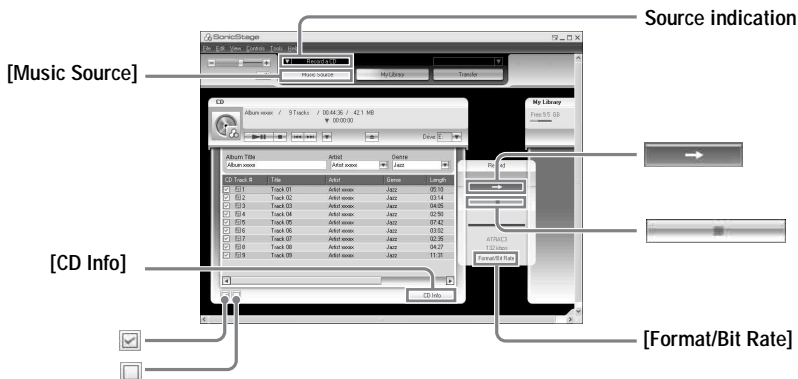 Source indication
SonicStage
File Edit View Controls Tools Help
Record a CD
[Music Source]
Music Source My Library Transfer
CD
My Library
Album xxxxx / 9 Tracks / 00:44:36 / 42.1 MB
00:00:00
Free 9.5 GB
Drive E:
Album Title Artist Genre
Album xxxxx Artist xxxxx Jazz
Record
CD Track # Title Artist Genre Length
1 Track 01 Artist xxxxx Jazz 05:10
2 Track 02 Artist xxxxx Jazz 03:14
3 Track 03 Artist xxxxx Jazz 04:05
4 Track 04 Artist xxxxx Jazz 02:50
5 Track 05 Artist xxxxx Jazz 07:42
6 Track 06 Artist xxxxx Jazz 03:02
7 Track 07 Artist xxxxx Jazz 02:35
8 Track 08 Artist xxxxx Jazz 04:27
9 Track 09 Artist xxxxx Jazz 11:31
ATRAC3
132 kbps
Format/Bit Rate
[CD Info]
CD Info
[Format/Bit Rate]